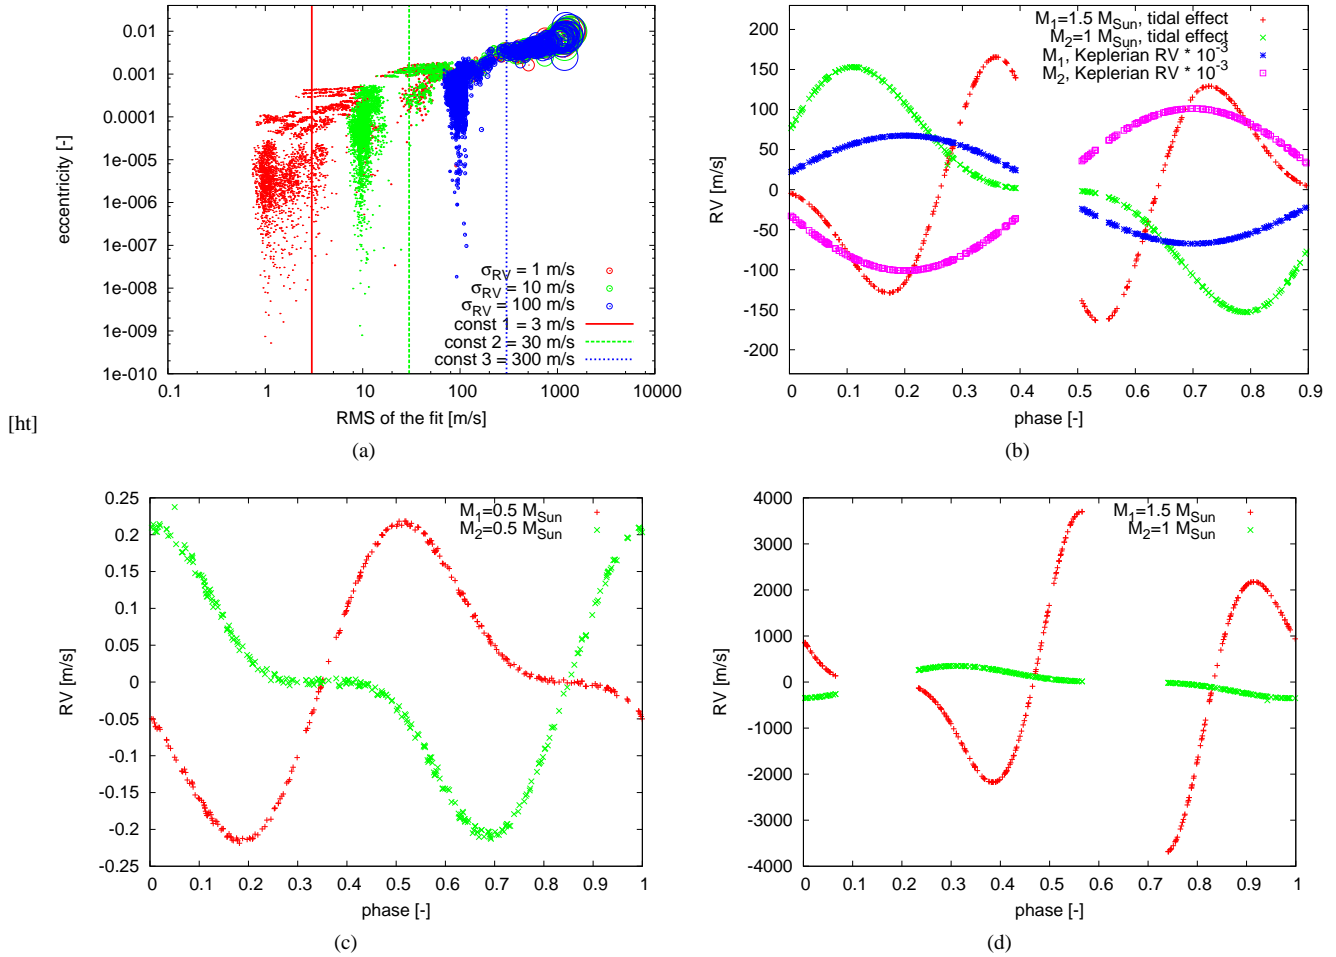 0.01
0.001
0.0001
1e-005
1e-006
1e-007
1e-008
1e-009
1e-010
eccentricity [-]
σRV = 1 m/s
σRV = 10 m/s
σRV = 100 m/s
const 1 = 3 m/s
const 2 = 30 m/s
const 3 = 300 m/s
0.1 1 10 100 1000 10000
RMS of the fit [m/s]
[ht]
(a)
M1=1.5 MSun, tidal effect
M2=1 MSun, tidal effect
M1, Keplerian RV * 10-3
M2, Keplerian RV * 10-3
200
150
100
50
0
-50
-100
-150
-200
RV [m/s]
0 0.1 0.2 0.3 0.4 0.5 0.6 0.7 0.8 0.9
phase [-]
(b)
M1=0.5 MSun
M2=0.5 MSun
0.25
0.2
0.15
0.1
0.05
0
-0.05
-0.1
-0.15
-0.2
-0.25
RV [m/s]
0 0.1 0.2 0.3 0.4 0.5 0.6 0.7 0.8 0.9 1
phase [-]
(c)
M1=1.5 MSun
M2=1 MSun
4000
3000
2000
1000
0
-1000
-2000
-3000
-4000
RV [m/s]
0 0.1 0.2 0.3 0.4 0.5 0.6 0.7 0.8 0.9 1
phase [-]
(d)